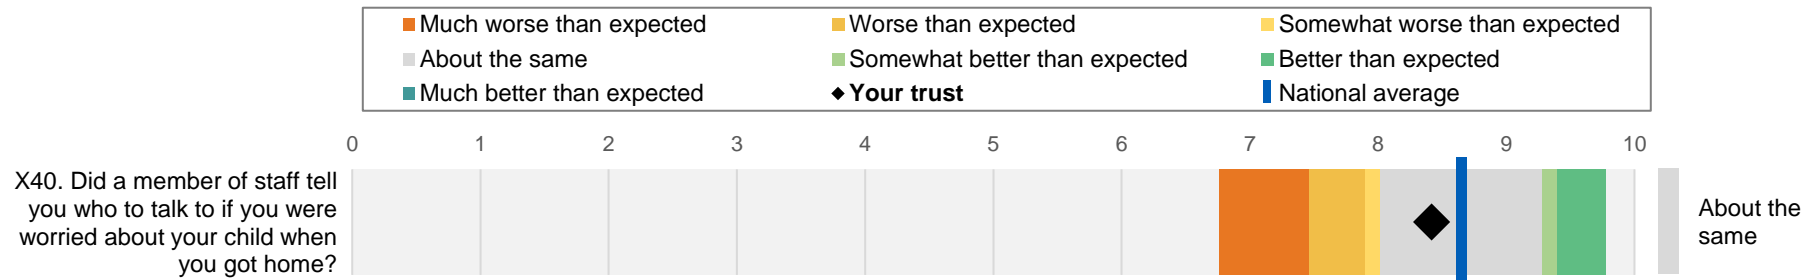 Much worse than expected
Worse than expected
Somewhat worse than expected
About the same
Somewhat better than expected
Better than expected
Much better than expected
Your trust
National average
0 1 2 3 4 5 6 7 8 9 10
X40. Did a member of staff tell
you who to talk to if you were
worried about your child when
you got home?
About the
same